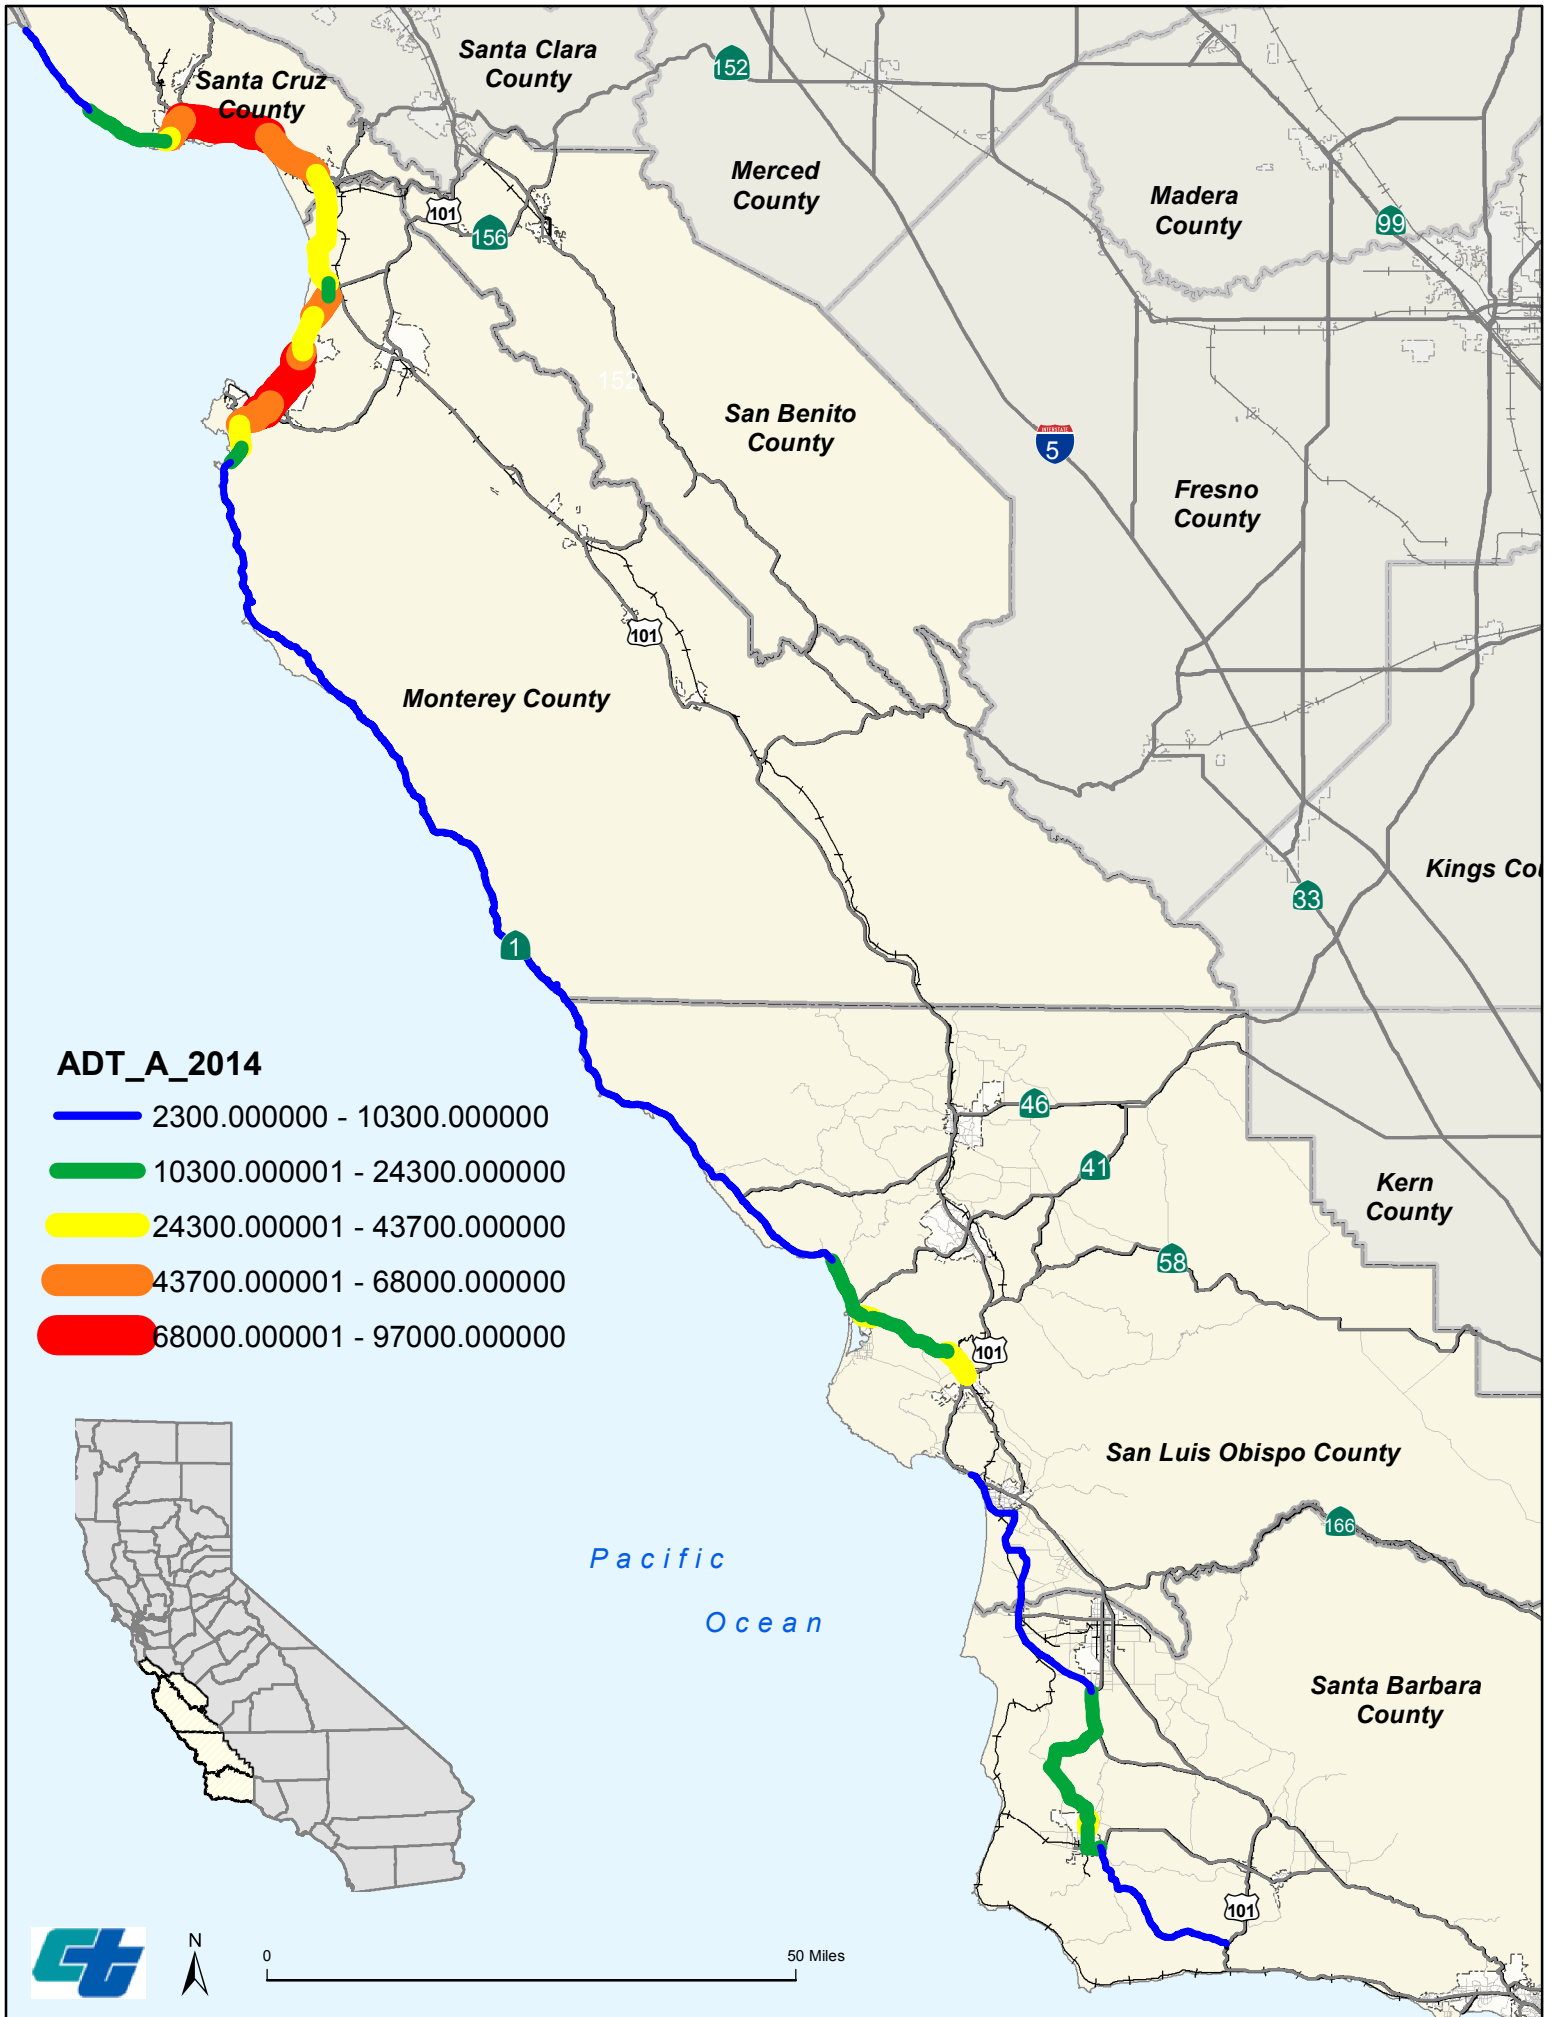 Santa Clara
County
152
Santa Cruz
County
Merced
County
Madera
County
99
101
156
152
San Benito
County
5
Fresno
County
101
Monterey County
Kings Cou
33
1
ADT_A_2014
2300.000000 - 10300.000000
10300.000001 - 24300.000000
24300.000001 - 43700.000000
43700.000001 - 68000.000000
68000.000001 - 97000.000000
46
41
Kern
County
58
101
San Luis Obispo County
166
Pacific
Ocean
Santa Barbara
County
101
N
0
50 Miles